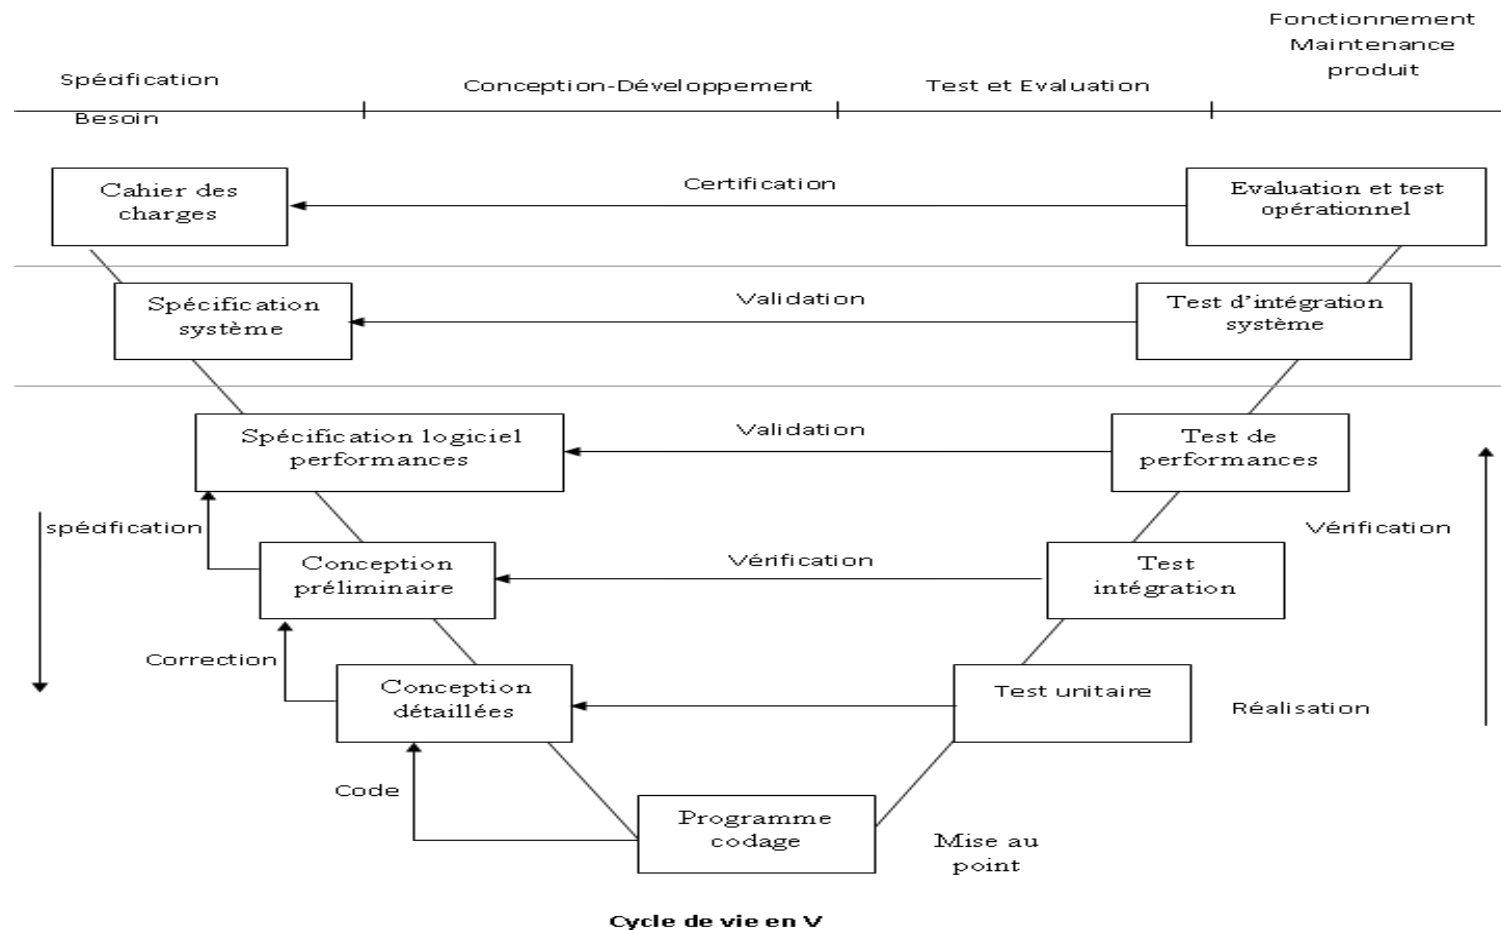 Fonctionnement
Maintenance
produit
Spécification
Conception-Développement
Test et Evaluation
Besoin
Cahier des
charges
Certification
Evaluation et test
opérationnel
Spécification
système
Validation
Test d'intégration
système
Spécification logiciel
performances
Validation
Test de
performances
spécification
Vérification
Conception
préliminaire
Vérification
Test
intégration
Correction
Conception
détaillées
Test unitaire
Réalisation
Code
Programme
codage
Mise au
point
Cycle de vie en V